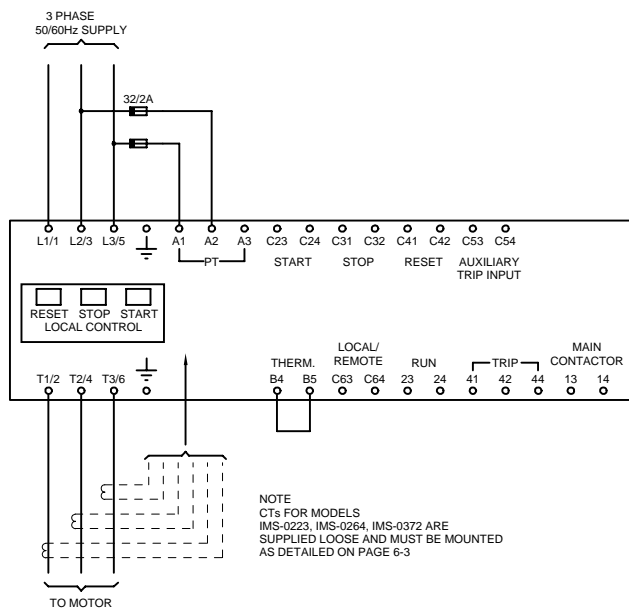 3 PHASE
50/60Hz SUPPLY
32/2A
L1/1 L2/3 L3/5 A1 A2 A3 C23 C24 C31 C32 C41 C42 C53 C54
PT START STOP RESET AUXILIARY
TRIP INPUT
RESET STOP START
LOCAL CONTROL
THERM. LOCAL/
REMOTE RUN TRIP MAIN
CONTACTOR
T1/2 T2/4 T3/6 B4 B5 C63 C64 23 24 41 42 44 13 14
NOTE
CTs FOR MODELS
IMS-0223, IMS-0264, IMS-0372 ARE
SUPPLIED LOOSE AND MUST BE MOUNTED
AS DETAILED ON PAGE 6-3
TO MOTOR